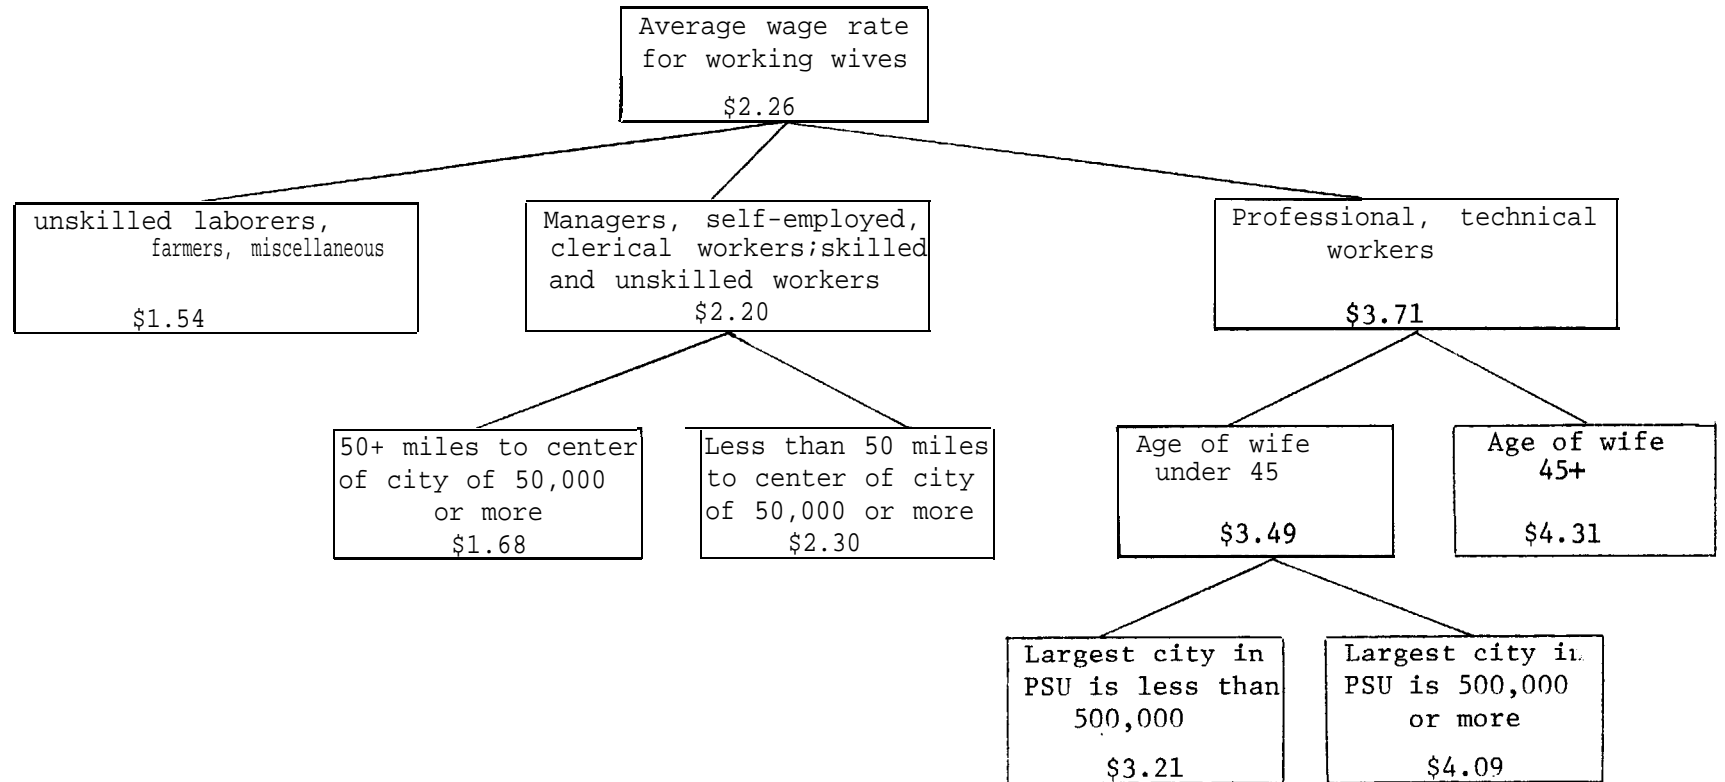 Average wage rate
for working wives
$2.26
unskilled laborers,
farmers, miscellaneous
$1.54
Managers, self-employed,
clerical workers;skilled
and unskilled workers
$2.20
Professional, technical
workers
$3.71
50+ miles to center
of city of 50,000
or more
$1.68
Less than 50 miles
to center of city
of 50,000 or more
$2.30
Age of wife
under 45
$3.49
Age of wife
45+
$4.31
Largest city in
PSU is less than
500,000
$3.21
Largest city in
PSU is 500,000
or more
$4.09